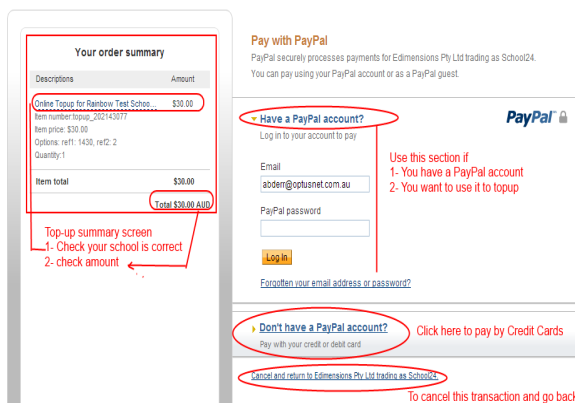 Your order summary
Descriptions Amount
Online Topup for Rainbow Test Schoo... $30.00
Item number:topup_202143077
Item price: $30.00
Options: ref1: 1430, ref2: 2
Quantity:1
Item total $30.00
Total $30.00 AUD
Top-up summary screen
1- Check your school is correct
2- check amount
Pay with PayPal
PayPal securely processes payments for Edimensions Pty Ltd trading as School24.
You can pay using your PayPal account or as a PayPal guest.
Have a PayPal account?
PayPal
Log in to your account to pay
Email
abderr@optusnet.com.au
PayPal password
Log In
Forgotten your email address or password?
Use this section if
1- You have a PayPal account
2- You want to use it to topup
Don't have a PayPal account?
Pay with your credit or debit card
Click here to pay by Credit Cards
Cancel and return to Edimensions Pty Ltd trading as School24.
To cancel this transaction and go back